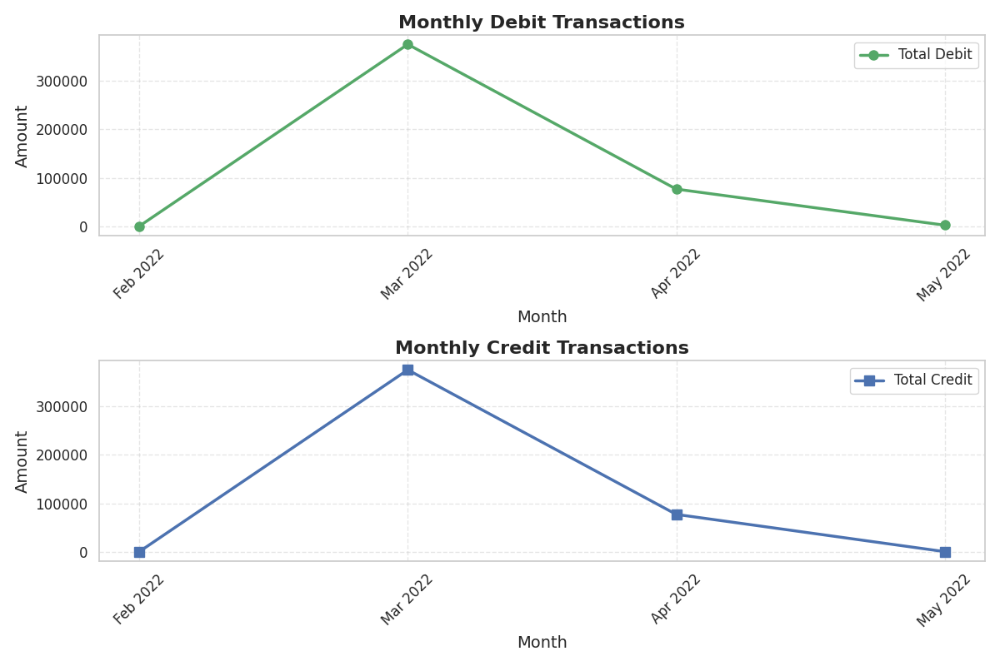 Monthly Debit Transactions
Total Debit
300000
200000
100000
0
Amount
Feb 2022
Mar 2022
Apr 2022
May 2022
Month
Monthly Credit Transactions
Total Credit
300000
200000
100000
0
Amount
Feb 2022
Mar 2022
Apr 2022
May 2022
Month